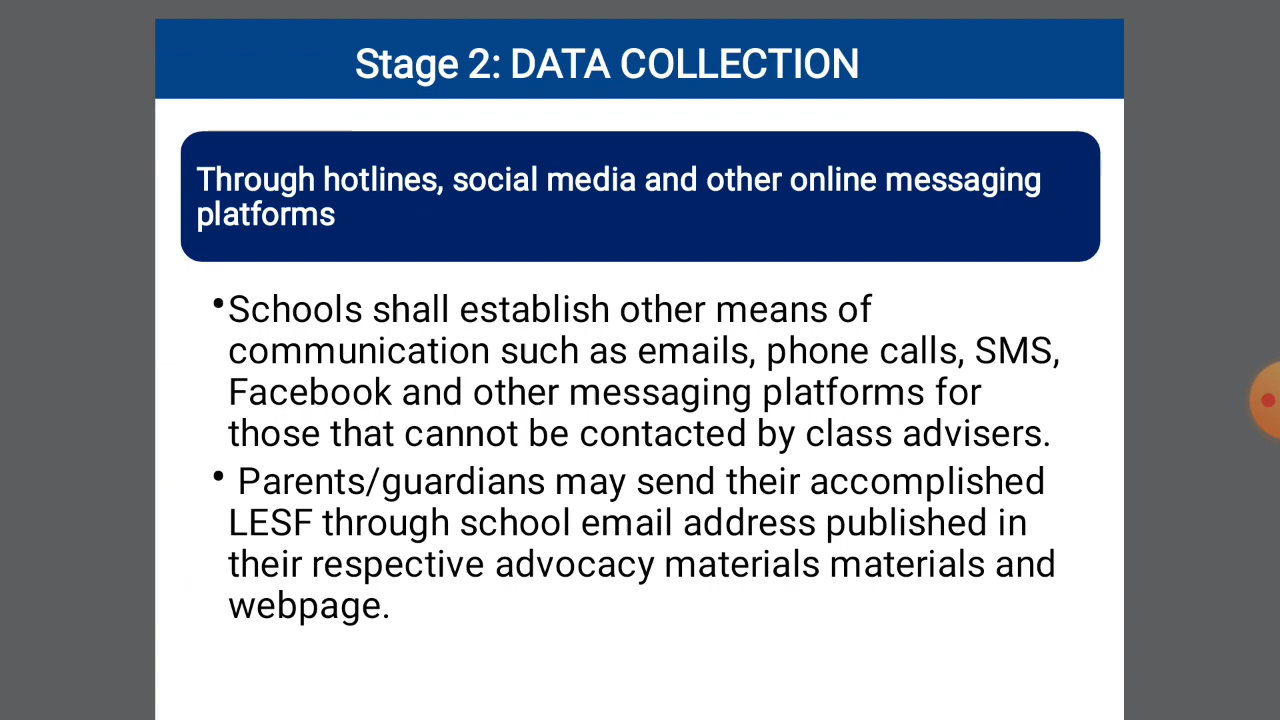 Stage 2: DATA COLLECTION
Through hotlines, social media and other online messaging
platforms
•Schools shall establish other means of
communication such as emails, phone calls, SMS,
Facebook and other messaging platforms for
those that cannot be contacted by class advisers.
• Parents/guardians may send their accomplished
LESF through school email address published in
their respective advocacy materials materials and
webpage.